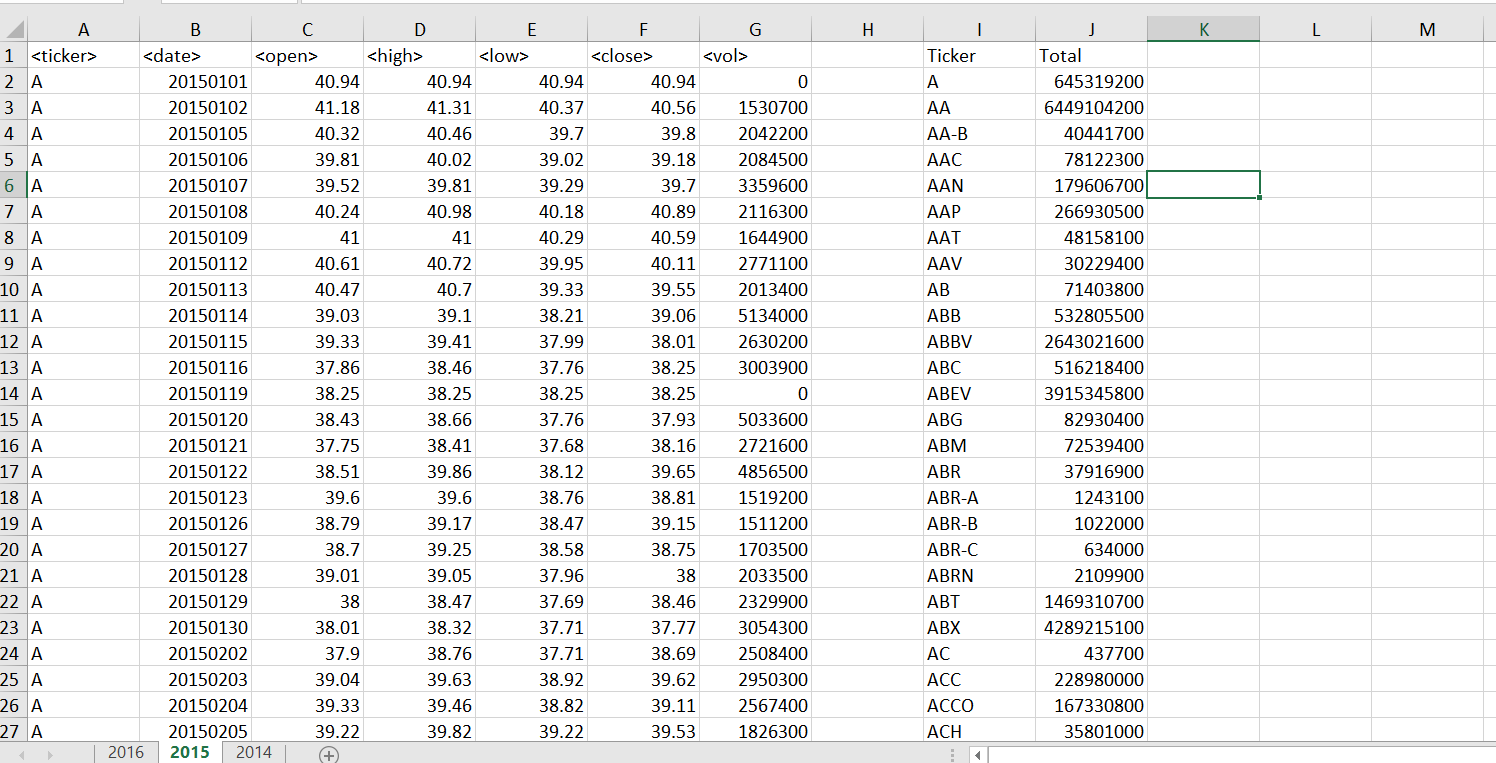 A B C D E F G H I J K L M
1 <ticker> <date> <open> <high> <low> <close> <vol> Ticker Total
2 A 20150101 40.94 40.94 40.94 40.94 0 A 645319200
3 A 20150102 41.18 41.31 40.37 40.56 1530700 AA 6449104200
4 A 20150105 40.32 40.46 39.7 39.8 2042200 AA-B 40441700
5 A 20150106 39.81 40.02 39.02 39.18 2084500 AAC 78122300
6 A 20150107 39.52 39.81 39.29 39.7 3359600 AAN 179606700
7 A 20150108 40.24 40.98 40.18 40.89 2116300 AAP 266930500
8 A 20150109 41 41 40.29 40.59 1644900 AAT 48158100
9 A 20150112 40.61 40.72 39.95 40.11 2771100 AAV 30229400
10 A 20150113 40.47 40.7 39.33 39.55 2013400 AB 71403800
11 A 20150114 39.03 39.1 38.21 39.06 5134000 ABB 532805500
12 A 20150115 39.33 39.41 37.99 38.01 2630200 ABBV 2643021600
13 A 20150116 37.86 38.46 37.76 38.25 3003900 ABC 516218400
14 A 20150119 38.25 38.25 38.25 38.25 0 ABEV 3915345800
15 A 20150120 38.43 38.66 37.76 37.93 5033600 ABG 82930400
16 A 20150121 37.75 38.41 37.68 38.16 2721600 ABM 72539400
17 A 20150122 38.51 39.86 38.12 39.65 4856500 ABR 37916900
18 A 20150123 39.6 39.6 38.76 38.81 1519200 ABR-A 1243100
19 A 20150126 38.79 39.17 38.47 39.15 1511200 ABR-B 1022000
20 A 20150127 38.7 39.25 38.58 38.75 1703500 ABR-C 634000
21 A 20150128 39.01 39.05 37.96 38 2033500 ABRN 2109900
22 A 20150129 38 38.47 37.69 38.46 2329900 ABT 1469310700
23 A 20150130 38.01 38.32 37.71 37.77 3054300 ABX 4289215100
24 A 20150202 37.9 38.76 37.71 38.69 2508400 AC 437700
25 A 20150203 39.04 39.63 38.92 39.62 2950300 ACC 228980000
26 A 20150204 39.33 39.46 38.82 39.11 2567400 ACCO 167330800
27 A 20150205 39.22 39.82 39.22 39.53 1826300 ACH 35801000
2016 2015 2014